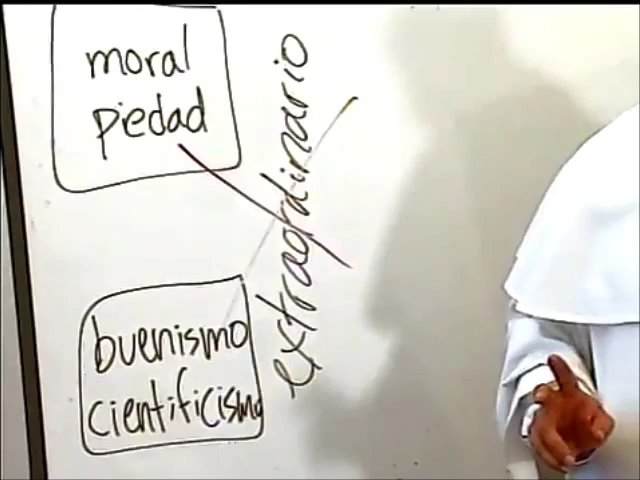 moral
piedad
extraordinario
buenismo
cientificismo